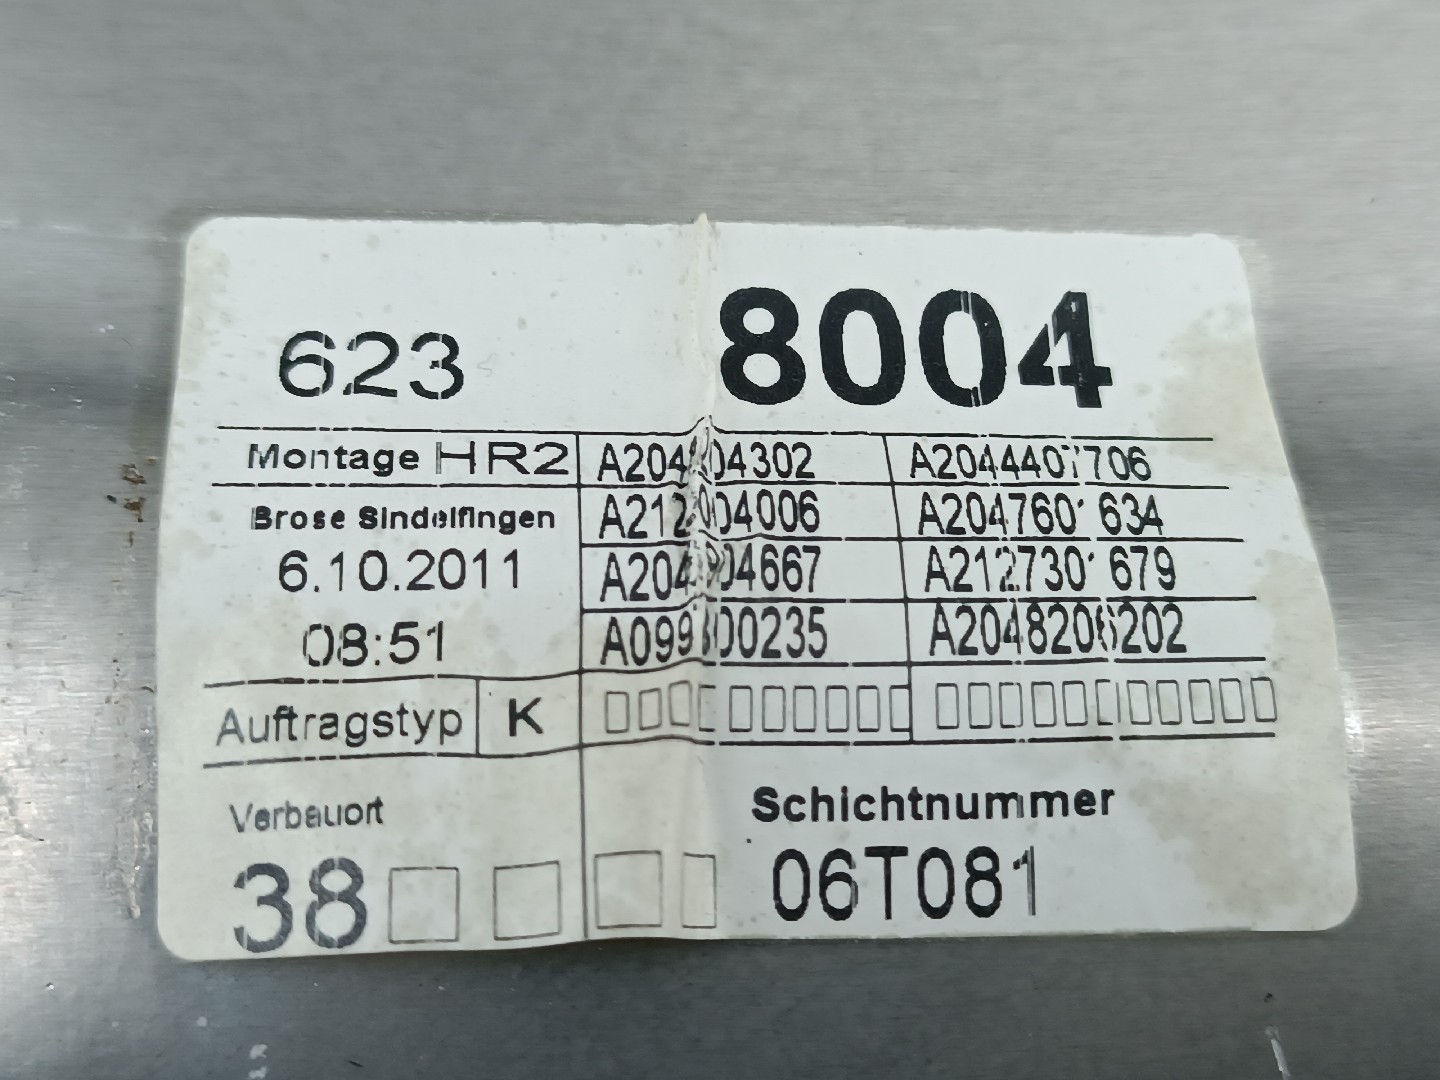 623 8004
Montage HR2
Brose Sindelfingen
6.10.2011
08:51
A2044407706
A2047601634
A2127301679
A2048206202
Auftragstyp K
Verbauort
38
Schichtnummer
06T081